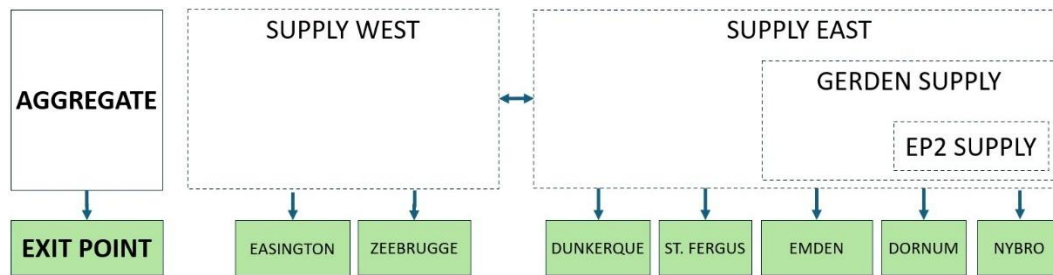 SUPPLY WEST
SUPPLY EAST
GERDEN SUPPLY
AGGREGATE
EP2 SUPPLY
EXIT POINT
EASINGTON
ZEEBRUGGE
DUNKERQUE
ST. FERGUS
EMDEN
DORNUM
NYBRO